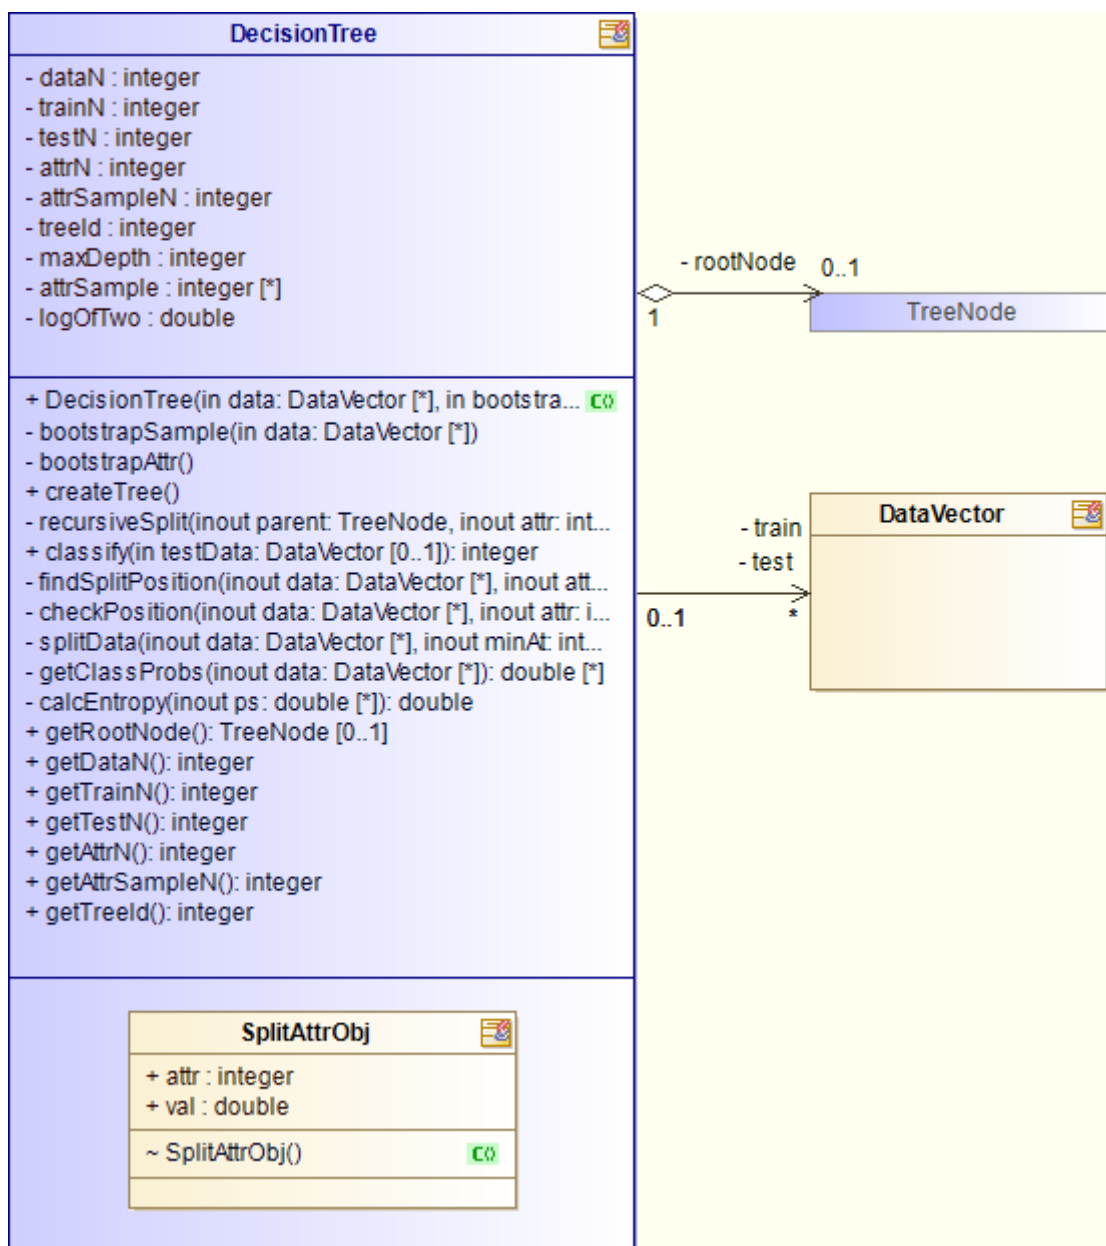 DecisionTree
- dataN : integer
- trainN : integer
- testN : integer
- attrN : integer
- attrSampleN : integer
- treeId : integer
- maxDepth : integer
- attrSample : integer [*]
- logOfTwo : double
- rootNode 0..1
1
TreeNode
+ DecisionTree(in data: DataVector [*], in bootstra... C()
- bootstrapSample(in data: DataVector [*])
- bootstrapAttr()
+ createTree()
- recursiveSplit(inout parent: TreeNode, inout attr: int...
+ classify(in testData: DataVector [0..1]): integer
- findSplitPosition(inout data: DataVector [*], inout att...
- checkPosition(inout data: DataVector [*], inout attr: i...
- splitData(inout data: DataVector [*], inout minAt: int...
- getClassProbs(inout data: DataVector [*]): double [*]
- calcEntropy(inout ps: double [*]): double
+ getRootNode(): TreeNode [0..1]
+ getDataN(): integer
+ getTrainN(): integer
+ getTestN(): integer
+ getAttrN(): integer
+ getAttrSampleN(): integer
+ getTreeId(): integer
- train
- test
0..1 *
DataVector
SplitAttrObj
+ attr : integer
+ val : double
~ SplitAttrObj() C()